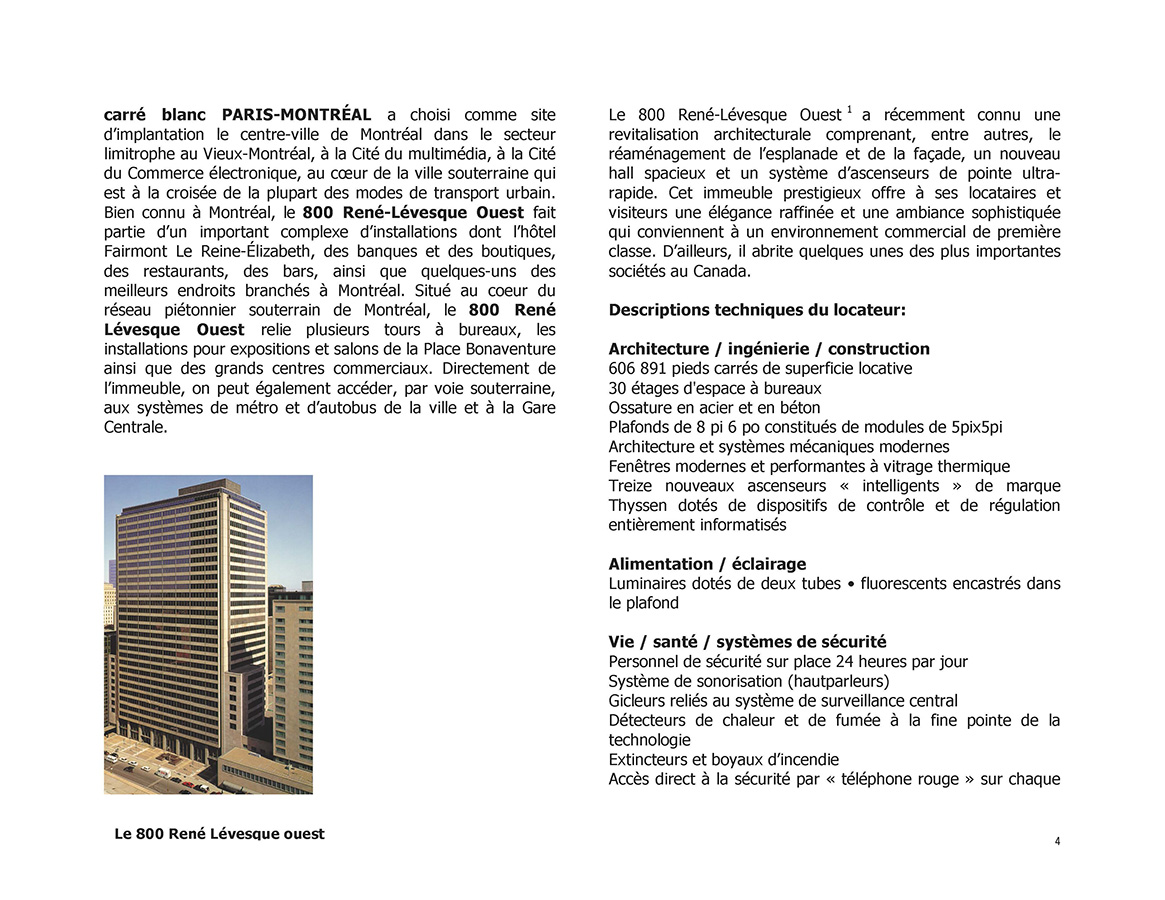 carré blanc PARIS-MONTRÉAL a choisi comme site
d’implantation le centre-ville de Montréal dans le secteur
limitrophe au Vieux-Montréal, à la Cité du multimédia, à la Cité
du Commerce électronique, au cœur de la ville souterraine qui
est à la croisée de la plupart des modes de transport urbain.
Bien connu à Montréal, le 800 René-Lévesque Ouest fait
partie d’un important complexe d’installations dont l’hôtel
Fairmont Le Reine-Élizabeth, des banques et des boutiques,
des restaurants, des bars, ainsi que quelques-uns des
meilleurs endroits branchés à Montréal. Situé au coeur du
réseau piétonnier souterrain de Montréal, le 800 René
Lévesque Ouest relie plusieurs tours à bureaux, les
installations pour expositions et salons de la Place Bonaventure
ainsi que des grands centres commerciaux. Directement de
l’immeuble, on peut également accéder, par voie souterraine,
aux systèmes de métro et d’autobus de la ville et à la Gare
Centrale.
Le 800 René Lévesque ouest
Le 800 René-Lévesque Ouest 1 a récemment connu une
revitalisation architecturale comprenant, entre autres, le
réaménagement de l’esplanade et de la façade, un nouveau
hall spacieux et un système d’ascenseurs de pointe ultra-
rapide. Cet immeuble prestigieux offre à ses locataires et
visiteurs une élégance raffinée et une ambiance sophistiquée
qui conviennent à un environnement commercial de première
classe. D’ailleurs, il abrite quelques unes des plus importantes
sociétés au Canada.
Descriptions techniques du locateur:
Architecture / ingénierie / construction
606 891 pieds carrés de superficie locative
30 étages d'espace à bureaux
Ossature en acier et en béton
Plafonds de 8 pi 6 po constitués de modules de 5pix5pi
Architecture et systèmes mécaniques modernes
Fenêtres modernes et performantes à vitrage thermique
Treize nouveaux ascenseurs « intelligents » de marque
Thyssen dotés de dispositifs de contrôle et de régulation
entièrement informatisés
Alimentation / éclairage
Luminaires dotés de deux tubes • fluorescents encastrés dans
le plafond
Vie / santé / systèmes de sécurité
Personnel de sécurité sur place 24 heures par jour
Système de sonorisation (hautparleurs)
Gicleurs reliés au système de surveillance central
Détecteurs de chaleur et de fumée à la fine pointe de la
technologie
Extincteurs et boyaux d’incendie
Accès direct à la sécurité par « téléphone rouge » sur chaque
4